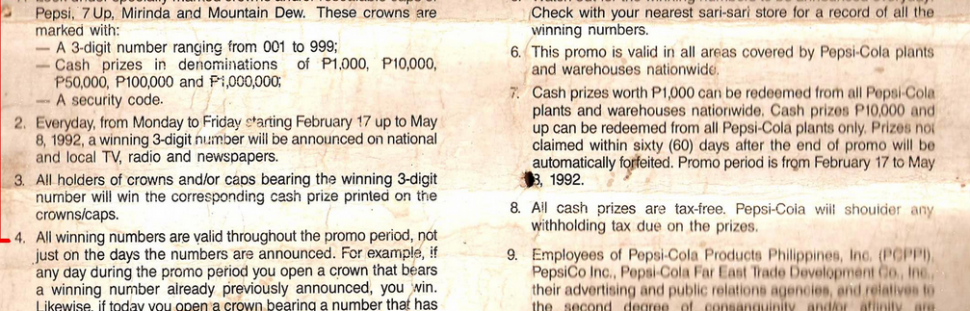 Pepsi, 7 Up, Mirinda and Mountain Dew. These crowns are
marked with:
— A 3-digit number ranging from 001 to 999;
— Cash prizes in denominations of P1,000, P10,000,
P50,000, P100,000 and P1,000,000;
— A security code.
2. Everyday, from Monday to Friday starting February 17 up to May
8, 1992, a winning 3-digit number will be announced on national
and local TV, radio and newspapers.
3. All holders of crowns and/or caps bearing the winning 3-digit
number will win the corresponding cash prize printed on the
crowns/caps.
4. All winning numbers are valid throughout the promo period, not
just on the days the numbers are announced. For example, if
any day during the promo period you open a crown that bears
a winning number already previously announced, you win.
Likewise, if today you open a crown bearing a number that has
Check with your nearest sari-sari store for a record of all the
winning numbers.
6. This promo is valid in all areas covered by Pepsi-Cola plants
and warehouses nationwide.
7. Cash prizes worth P1,000 can be redeemed from all Pepsi-Cola
plants and warehouses nationwide. Cash prizes P10,000 and
up can be redeemed from all Pepsi-Cola plants only. Prizes not
claimed within sixty (60) days after the end of promo will be
automatically forfeited. Promo period is from February 17 to May
8, 1992.
8. All cash prizes are tax-free. Pepsi-Cola will shoulder any
withholding tax due on the prizes.
9. Employees of Pepsi-Cola Products Philippines, Inc. (PCPPI),
PepsiCo Inc., Pepsi-Cola Far East Trade Development Co., Inc.,
their advertising and public relations agencies, and relatives to
the second degree of consanguinity and/or affinity are